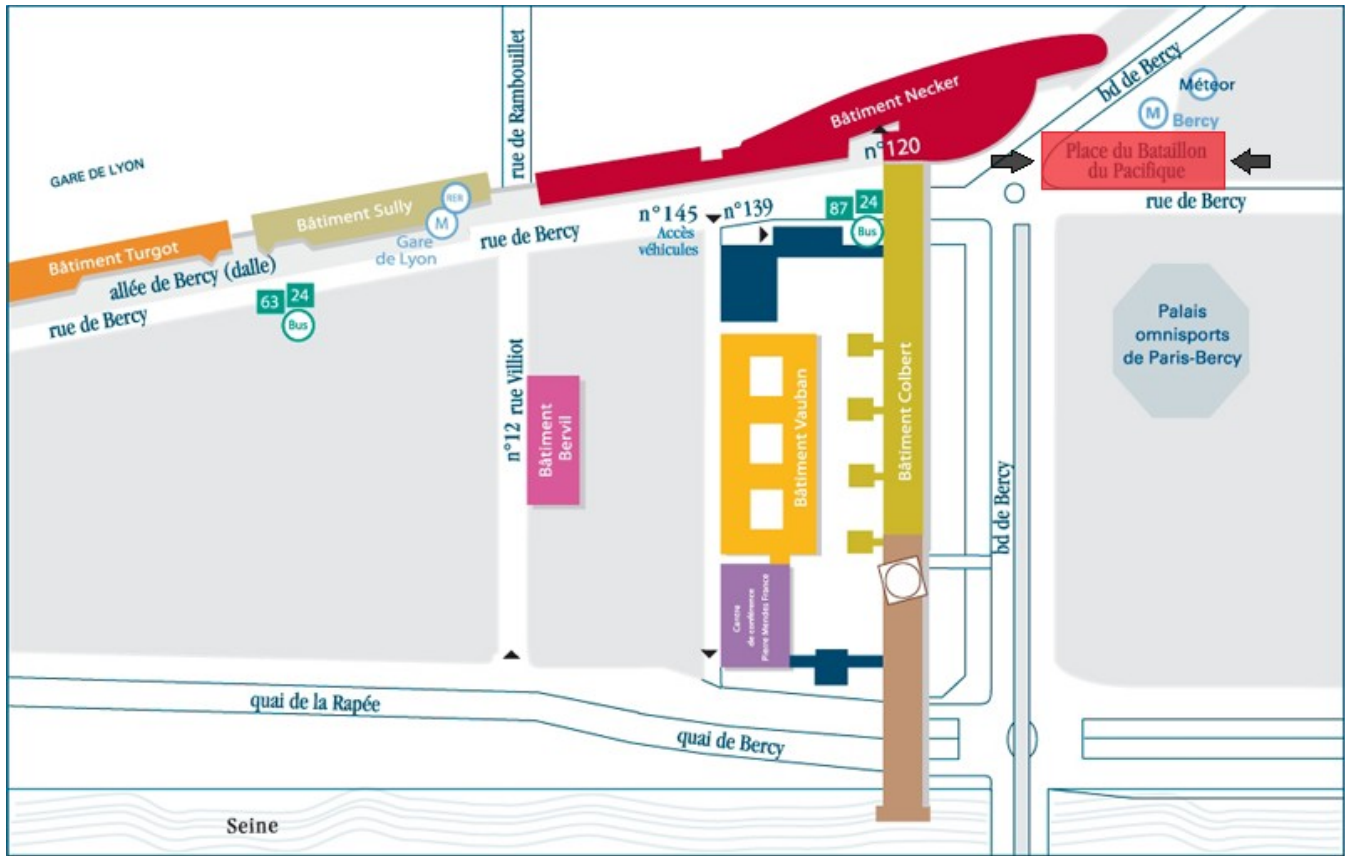 bd de Bercy
Météor
M
Bercy
Bâtiment Necker
n°120
Place du Bataillon
du Pacifique
rue de Bercy
rue de Rambouillet
GARE DE LYON
Bâtiment Sully
RER
M
Gare
de Lyon
Bâtiment Turgot
allée de Bercy (dalle)
rue de Bercy
63
24
Bus
rue de Bercy
n°145
Accès
véhicules
n°139
87
24
Bus
Palais
omnisports
de Paris-Bercy
n°12 rue Villiot
Bâtiment
Bervil
Bâtiment Vauban
Bâtiment Colbert
bd de Bercy
Centre
de conférence
Pierre Mendes France
quai de la Rapée
quai de Bercy
Seine